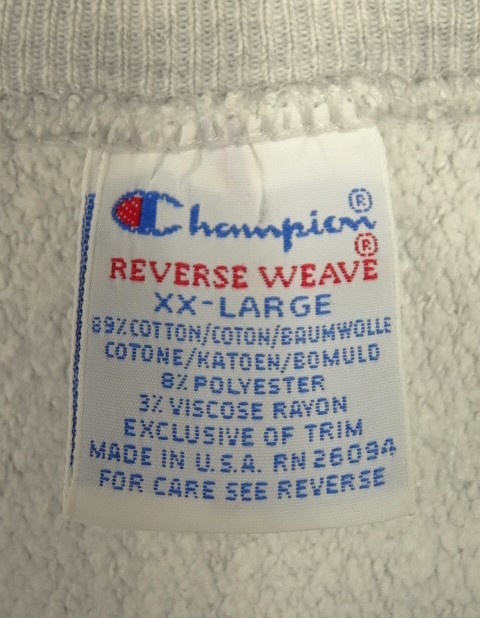 Champion®
REVERSE WEAVE®
XX-LARGE
89% COTTON/COTON/BAUMWOLLE
COTONE/KATOEN/BOMULD
8% POLYESTER
3% VISCOSE RAYON
EXCLUSIVE OF TRIM
MADE IN U.S.A. RN 26094
FOR CARE SEE REVERSE